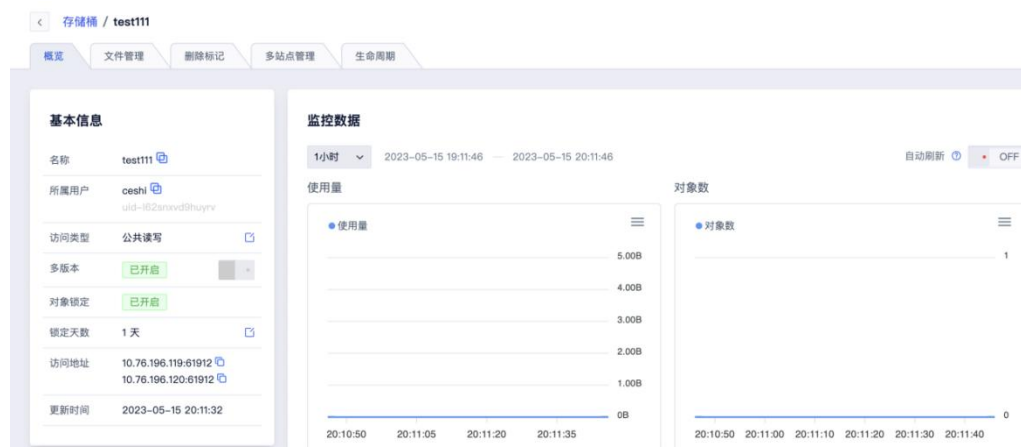 存储桶 / test111
概览 文件管理 删除标记 多站点管理 生命周期
基本信息
名称 test111
所属用户 ceshi
uid-l62snxvd9huyrv
访问类型 公共读写
多版本 已开启
对象锁定 已开启
锁定天数 1 天
访问地址 10.76.196.119:61912
10.76.196.120:61912
更新时间 2023-05-15 20:11:32
监控数据
1小时 2023-05-15 19:11:46 — 2023-05-15 20:11:46 自动刷新 OFF
使用量
使用量
5.00B
4.00B
3.00B
2.00B
1.00B
0B
20:10:50 20:11:05 20:11:20 20:11:35
对象数
对象数
1
0
20:10:50 20:11:00 20:11:10 20:11:20 20:11:30 20:11:40